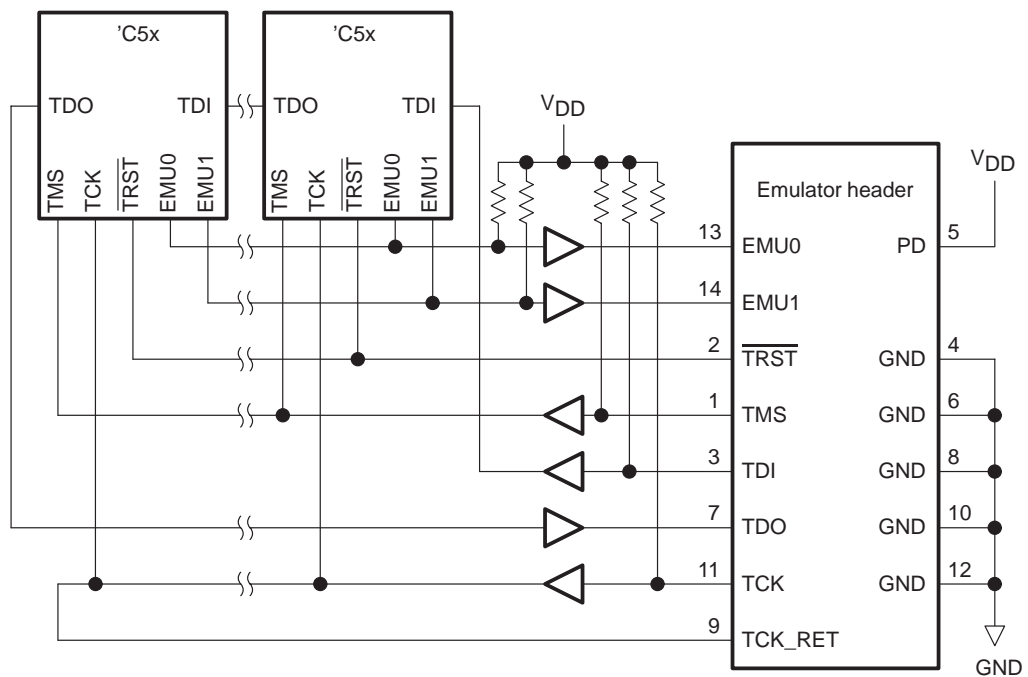 'C5x
TDO
TDI
TMS
TCK
TRST
EMU0
EMU1
'C5x
TDO
TDI
TMS
TCK
TRST
EMU0
EMU1
VDD
Emulator header
VDD
13
EMU0
PD
5
14
EMU1
2
TRST
GND
4
1
TMS
GND
6
3
TDI
GND
8
7
TDO
GND
10
11
TCK
GND
12
9
TCK_RET
GND